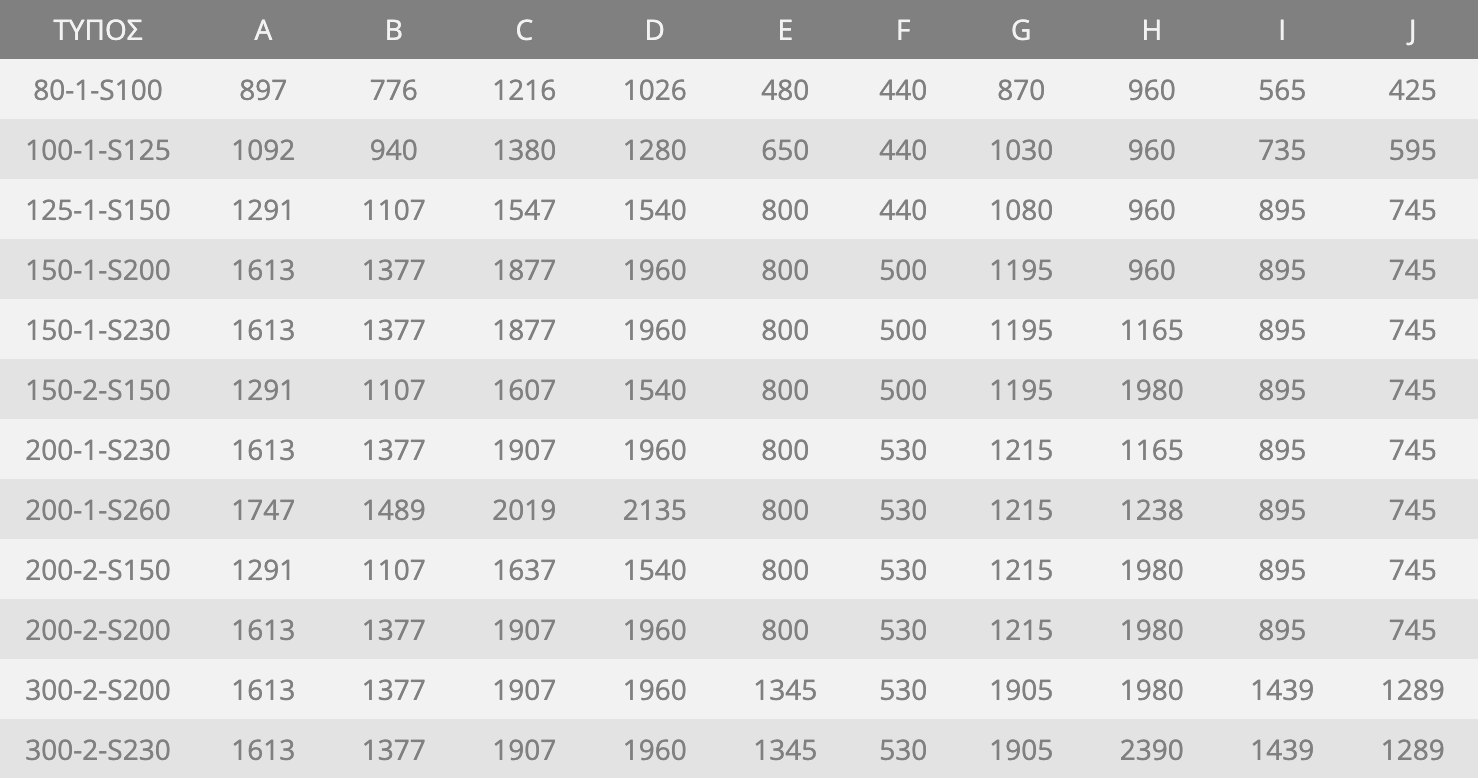 ΤΥΠΟΣ A B C D E F G H I J
80-1-S100 897 776 1216 1026 480 440 870 960 565 425
100-1-S125 1092 940 1380 1280 650 440 1030 960 735 595
125-1-S150 1291 1107 1547 1540 800 440 1080 960 895 745
150-1-S200 1613 1377 1877 1960 800 500 1195 960 895 745
150-1-S230 1613 1377 1877 1960 800 500 1195 1165 895 745
150-2-S150 1291 1107 1607 1540 800 500 1195 1980 895 745
200-1-S230 1613 1377 1907 1960 800 530 1215 1165 895 745
200-1-S260 1747 1489 2019 2135 800 530 1215 1238 895 745
200-2-S150 1291 1107 1637 1540 800 530 1215 1980 895 745
200-2-S200 1613 1377 1907 1960 800 530 1215 1980 895 745
300-2-S200 1613 1377 1907 1960 1345 530 1905 1980 1439 1289
300-2-S230 1613 1377 1907 1960 1345 530 1905 2390 1439 1289